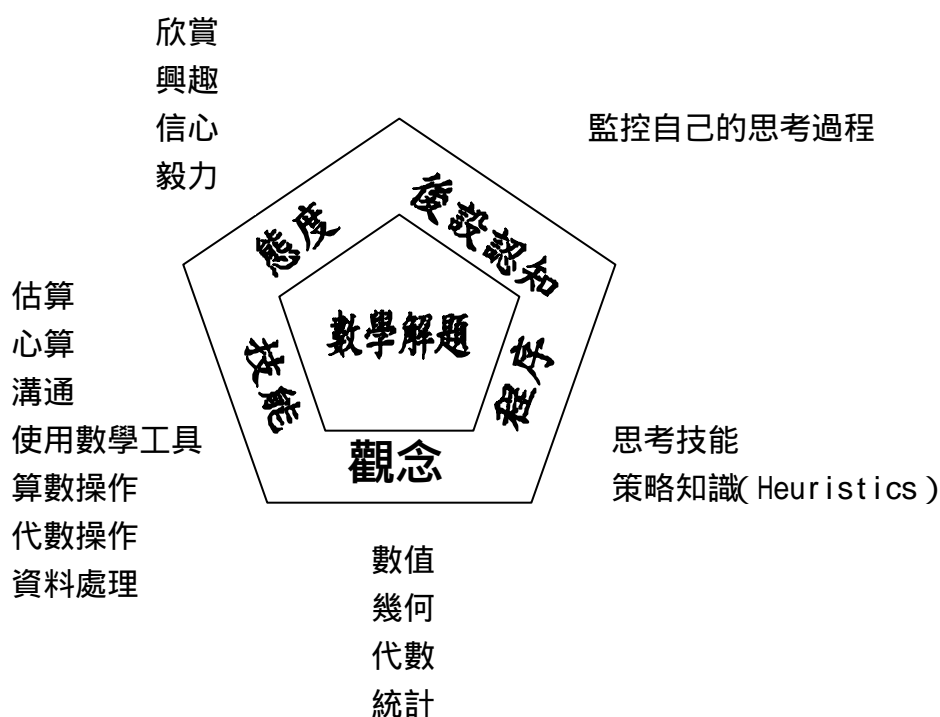 欣賞
興趣
信心
毅力
監控自己的思考過程
態度
後設認知
數學解題
技能
程序
觀念
估算
心算
溝通
使用數學工具
算數操作
代數操作
資料處理
思考技能
策略知識(Heuristics)
數值
幾何
代數
統計